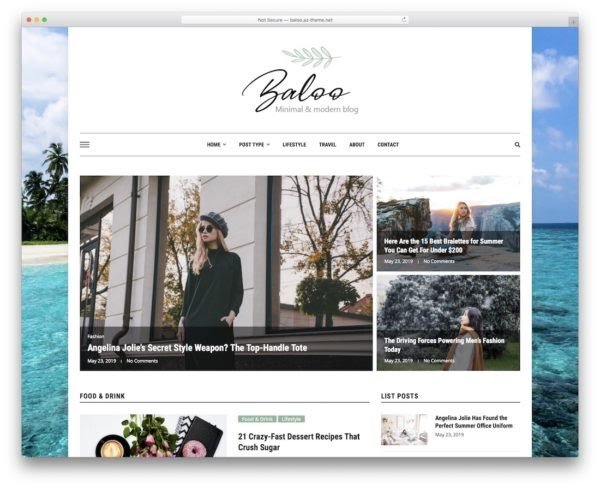 Not Secure — baloo.az-theme.net
Baloo
Minimal & modern blog
HOME
POST TYPE
LIFESTYLE
TRAVEL
ABOUT
CONTACT
Fashion
Angelina Jolie's Secret Style Weapon? The Top-Handle Tote
May 23, 2019 | No Comments
Here Are the 15 Best Bralettes for Summer
You Can Get For Under $200
May 23, 2019 | No Comments
The Driving Forces Powering Men's Fashion
Today
May 23, 2019 | No Comments
FOOD & DRINK
Food & Drink
Lifestyle
21 Crazy-Fast Dessert Recipes That
Crush Sugar
LIST POSTS
Angelina Jolie Has Found the
Perfect Summer Office Uniform
May 23, 2019